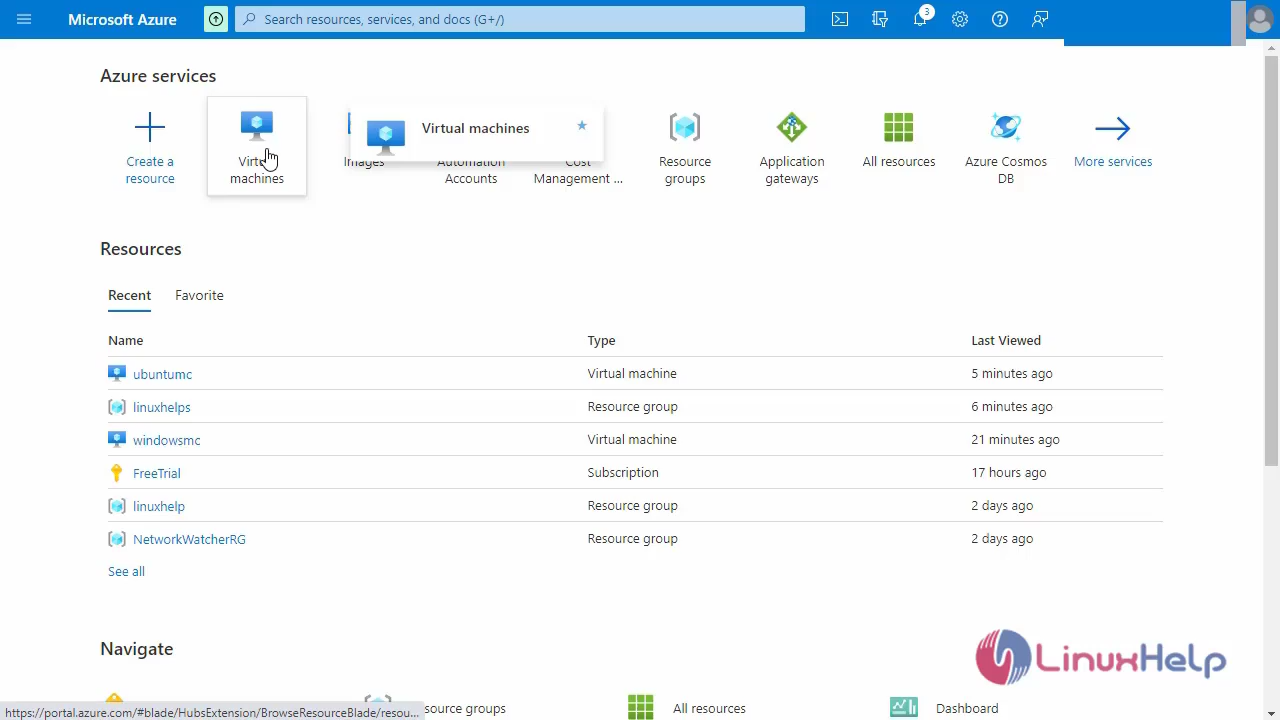 Microsoft Azure
Search resources, services, and docs (G+/)
3
Azure services
Create a
resource
machines
Virtual machines
Images
Automation
Accounts
Cost
Management ...
Resource
groups
Application
gateways
All resources
Azure Cosmos
DB
More services
Resources
Recent
Favorite
Name
Type
Last Viewed
ubuntumc
Virtual machine
5 minutes ago
linuxhelps
Resource group
6 minutes ago
windowsmc
Virtual machine
21 minutes ago
FreeTrial
Subscription
17 hours ago
linuxhelp
Resource group
2 days ago
NetworkWatcherRG
Resource group
2 days ago
See all
Navigate
LinuxHelp
https://portal.azure.com/#blade/HubsExtension/BrowseResourceBlade/resou...
source groups
All resources
Dashboard